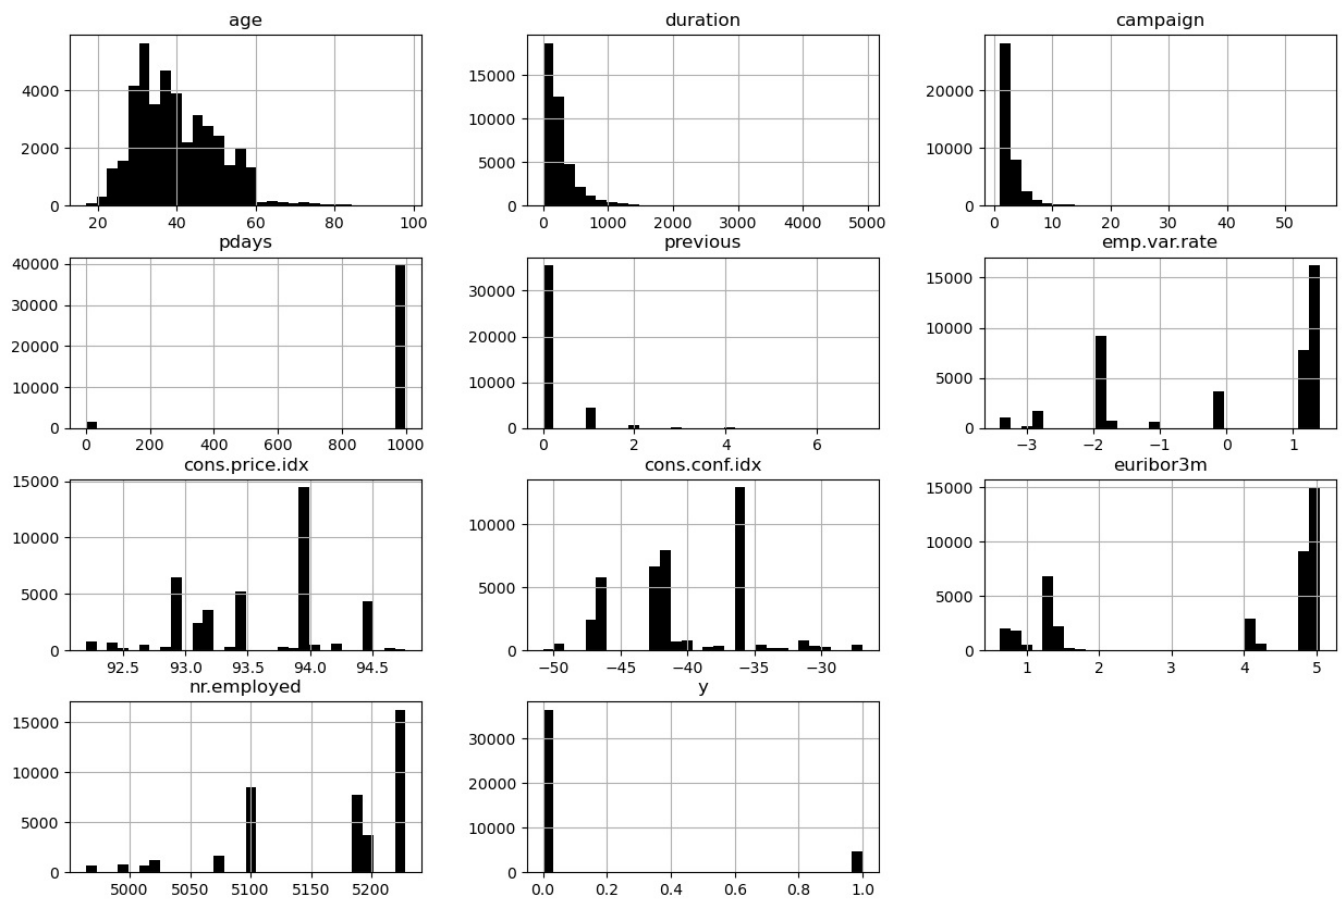 age
4000
2000
0
20 40 60 80 100
duration
15000
10000
5000
0
0 1000 2000 3000 4000 5000
campaign
20000
10000
0
0 10 20 30 40 50
pdays
40000
30000
20000
10000
0
0 200 400 600 800 1000
previous
30000
20000
10000
0
0 2 4 6
emp.var.rate
15000
10000
5000
0
−3 −2 −1 0 1
cons.price.idx
15000
10000
5000
0
92.5 93.0 93.5 94.0 94.5
cons.conf.idx
10000
5000
0
−50 −45 −40 −35 −30
euribor3m
15000
10000
5000
0
1 2 3 4 5
nr.employed
15000
10000
5000
0
5000 5050 5100 5150 5200
y
30000
20000
10000
0
0.0 0.2 0.4 0.6 0.8 1.0